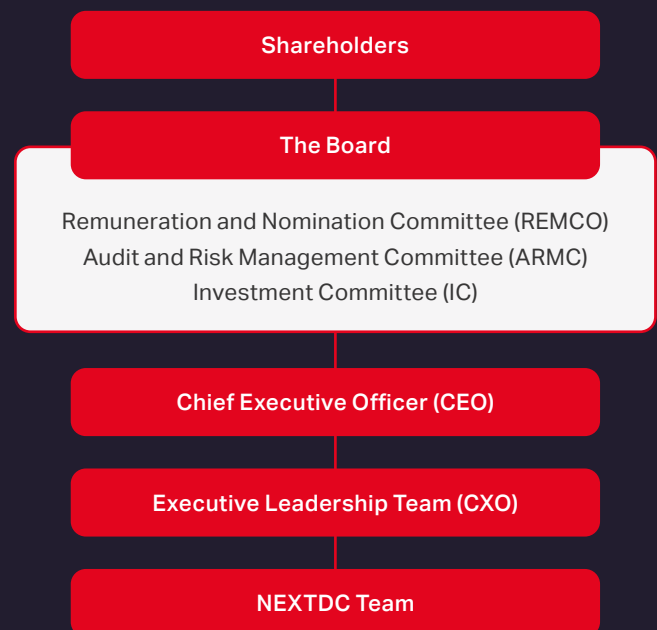 Shareholders
The Board
Remuneration and Nomination Committee (REMCO)
Audit and Risk Management Committee (ARMC)
Investment Committee (IC)
Chief Executive Officer (CEO)
Executive Leadership Team (CXO)
NEXTDC Team